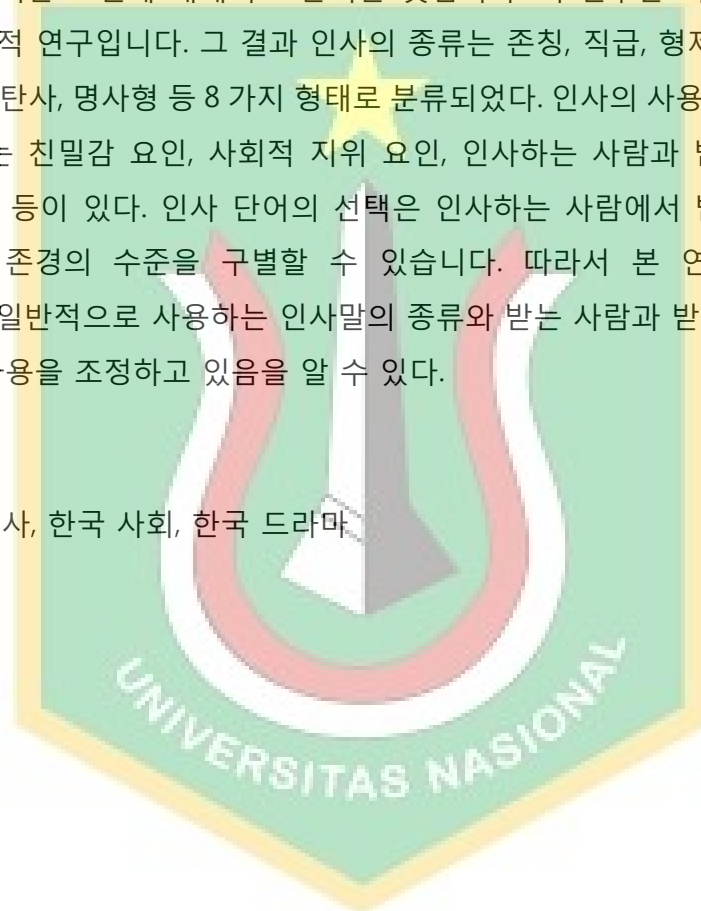 적 연구입니다. 그 결과 인사의 종류는 존칭, 직급, 형
탄사, 명사형 등 8 가지 형태로 분류되었다. 인사의 사용
는 친밀감 요인, 사회적 지위 요인, 인사하는 사람과
등이 있다. 인사 단어의 선택은 인사하는 사람에서
존경의 수준을 구별할 수 있습니다. 따라서 본 연
일반적으로 사용하는 인사말의 종류와 받는 사람과 받
용을 조정하고 있음을 알 수 있다.
사, 한국 사회, 한국 드라마
UNIVERSITAS NASIONAL